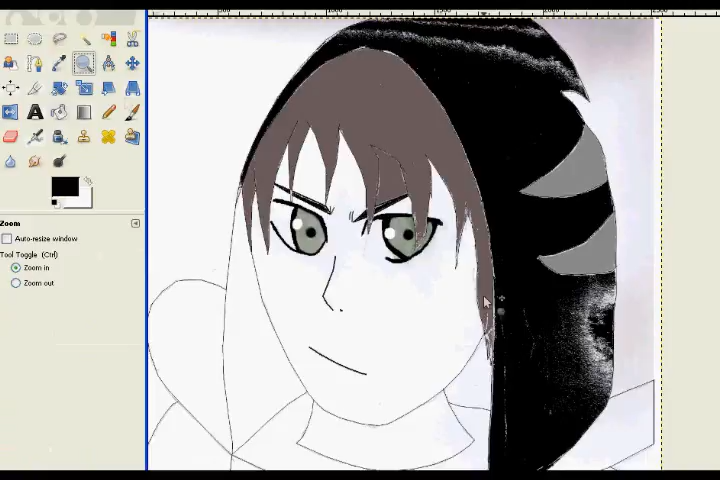 Zoom
Auto-resize window
Tool Toggle (Ctrl)
Zoom in
Zoom out